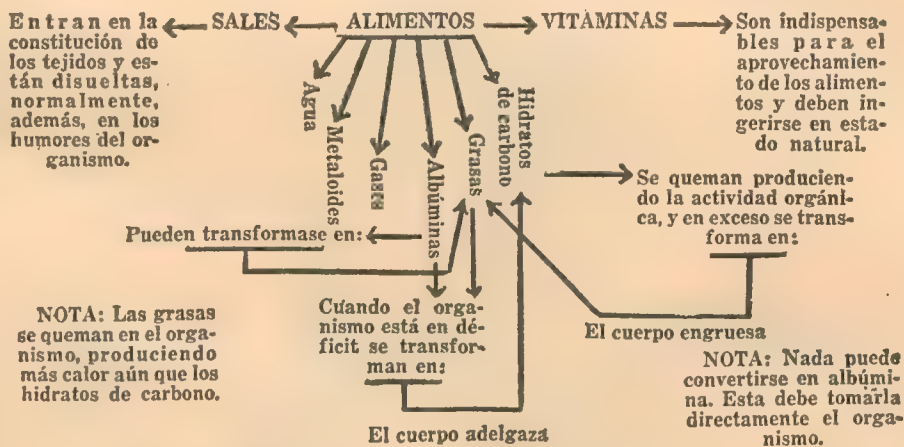 SALES ALIMENTOS VITAMINAS
Entran en la
constitución de
los tejidos y es-
tán disueltas,
normalmente,
además, en los
humores del or-
ganismo.
Son indispensa-
bles para el
aprovechamien-
to de los alimen-
tos y deben in-
gerirse en esta-
do natural.
Agua
Metaloides
Gases
Albúminas
Grasas
Hidratos
de carbono
Se queman producien-
do la actividad orgáni-
ca, y en exceso se trans-
forma en:
Pueden transformase en:
Cuando el orga-
nismo está en dé-
ficit se transfor-
man en:
El cuerpo engruesa
NOTA: Las grasas
se queman en el orga-
nismo, produciendo
más calor aún que los
hidratos de carbono.
NOTA: Nada puede
convertirse en albúmi-
na. Esta debe tomarla
directamente el orga-
nismo.
El cuerpo adelgaza